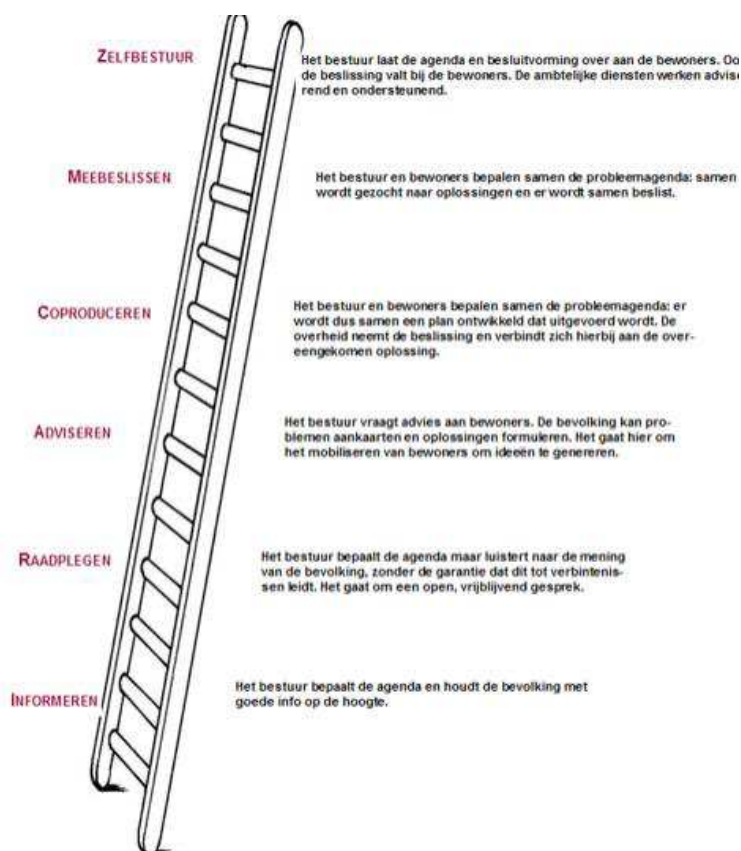 ZELFBESTUUR
Het bestuur laat de agenda en besluitvorming over aan de bewoners. Oo
de beslissing valt bij de bewoners. De ambtelijke diensten werken advise
rend en ondersteunend.
MEEBESLISSEN
Het bestuur en bewoners bepalen samen de probleemagenda: samen
wordt gezocht naar oplossingen en er wordt samen beslist.
COPRODUCEREN
Het bestuur en bewoners bepalen samen de probleemagenda: er
wordt dus samen een plan ontwikkeld dat uitgevoerd wordt. De
overheid neemt de beslissing en verbindt zich hierbij aan de over-
eengekomen oplossing.
ADVISEREN
Het bestuur vraagt advies aan bewoners. De bevolking kan pro-
blemen aankaarten en oplossingen formuleren. Het gaat hier om
het mobiliseren van bewoners om ideeën te genereren.
RAADPLEGEN
Het bestuur bepaalt de agenda maar luistert naar de mening
van de bevolking, zonder de garantie dat dit tot verbintenis-
sen leidt. Het gaat om een open, vrijblijvend gesprek.
INFORMEREN
Het bestuur bepaalt de agenda en houdt de bevolking met
goede info op de hoogte.